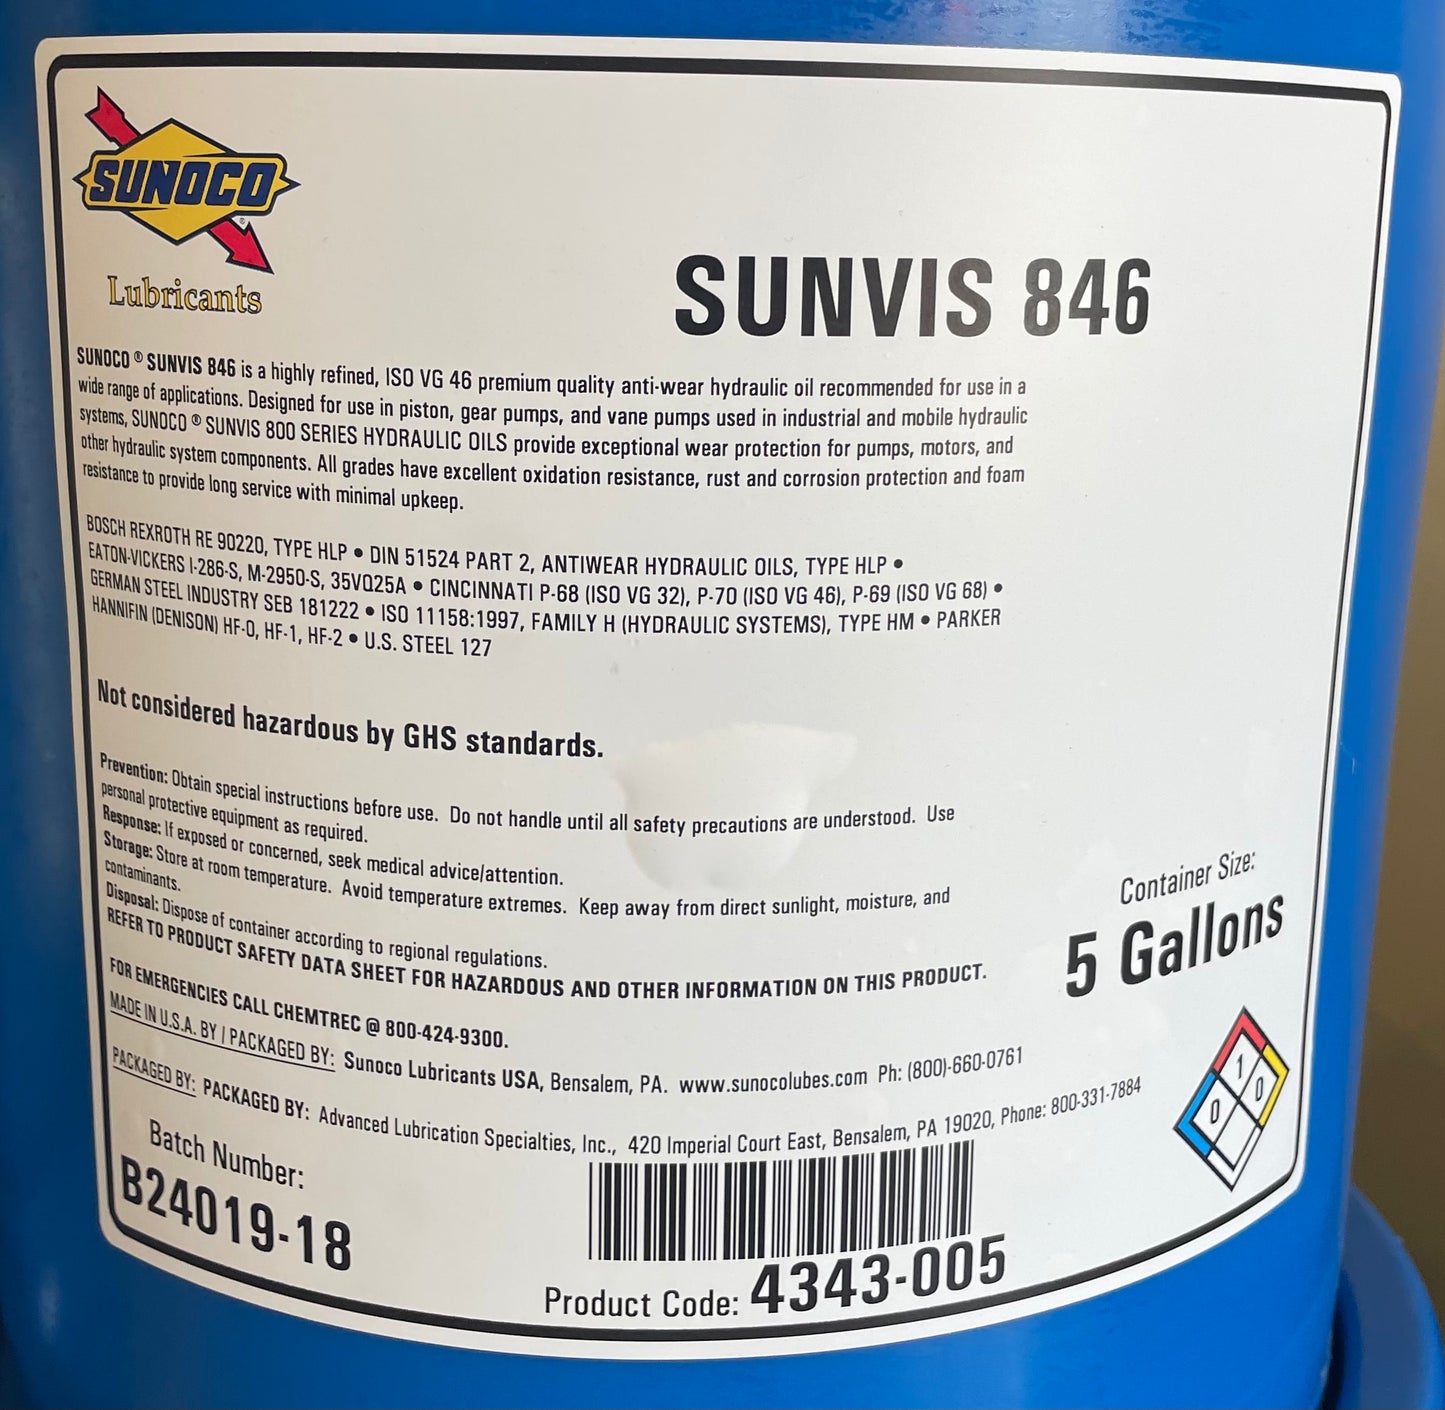 SUNOCO
®
Lubricants
SUNVIS 846
SUNOCO ® SUNVIS 846 is a highly refined, ISO VG 46 premium quality anti-wear hydraulic oil recommended for use in a
wide range of applications. Designed for use in piston, gear pumps, and vane pumps used in industrial and mobile hydraulic
systems, SUNOCO ® SUNVIS 800 SERIES HYDRAULIC OILS provide exceptional wear protection for pumps, motors, and
other hydraulic system components. All grades have excellent oxidation resistance, rust and corrosion protection and foam
resistance to provide long service with minimal upkeep.
BOSCH REXROTH RE 90220, TYPE HLP • DIN 51524 PART 2, ANTIWEAR HYDRAULIC OILS, TYPE HLP •
EATON-VICKERS I-286-S, M-2950-S, 35VQ25A • CINCINNATI P-68 (ISO VG 32), P-70 (ISO VG 46), P-69 (ISO VG 68) •
GERMAN STEEL INDUSTRY SEB 181222 • ISO 11158:1997, FAMILY H (HYDRAULIC SYSTEMS), TYPE HM • PARKER
HANNIFIN (DENISON) HF-0, HF-1, HF-2 • U.S. STEEL 127
Not considered hazardous by GHS standards.
Prevention: Obtain special instructions before use. Do not handle until all safety precautions are understood. Use
personal protective equipment as required.
Response: If exposed or concerned, seek medical advice/attention.
Storage: Store at room temperature. Avoid temperature extremes. Keep away from direct sunlight, moisture, and
contaminants.
Disposal: Dispose of container according to regional regulations.
REFER TO PRODUCT SAFETY DATA SHEET FOR HAZARDOUS AND OTHER INFORMATION ON THIS PRODUCT.
FOR EMERGENCIES CALL CHEMTREC @ 800-424-9300.
MADE IN U.S.A. BY / PACKAGED BY: Sunoco Lubricants USA, Bensalem, PA. www.sunocolubes.com Ph: (800)-660-0761
PACKAGED BY: PACKAGED BY: Advanced Lubrication Specialties, Inc., 420 Imperial Court East, Bensalem, PA 19020, Phone: 800-331-7884
Container Size:
5 Gallons
1
0 0
Batch Number:
B24019-18
Product Code: 4343-005